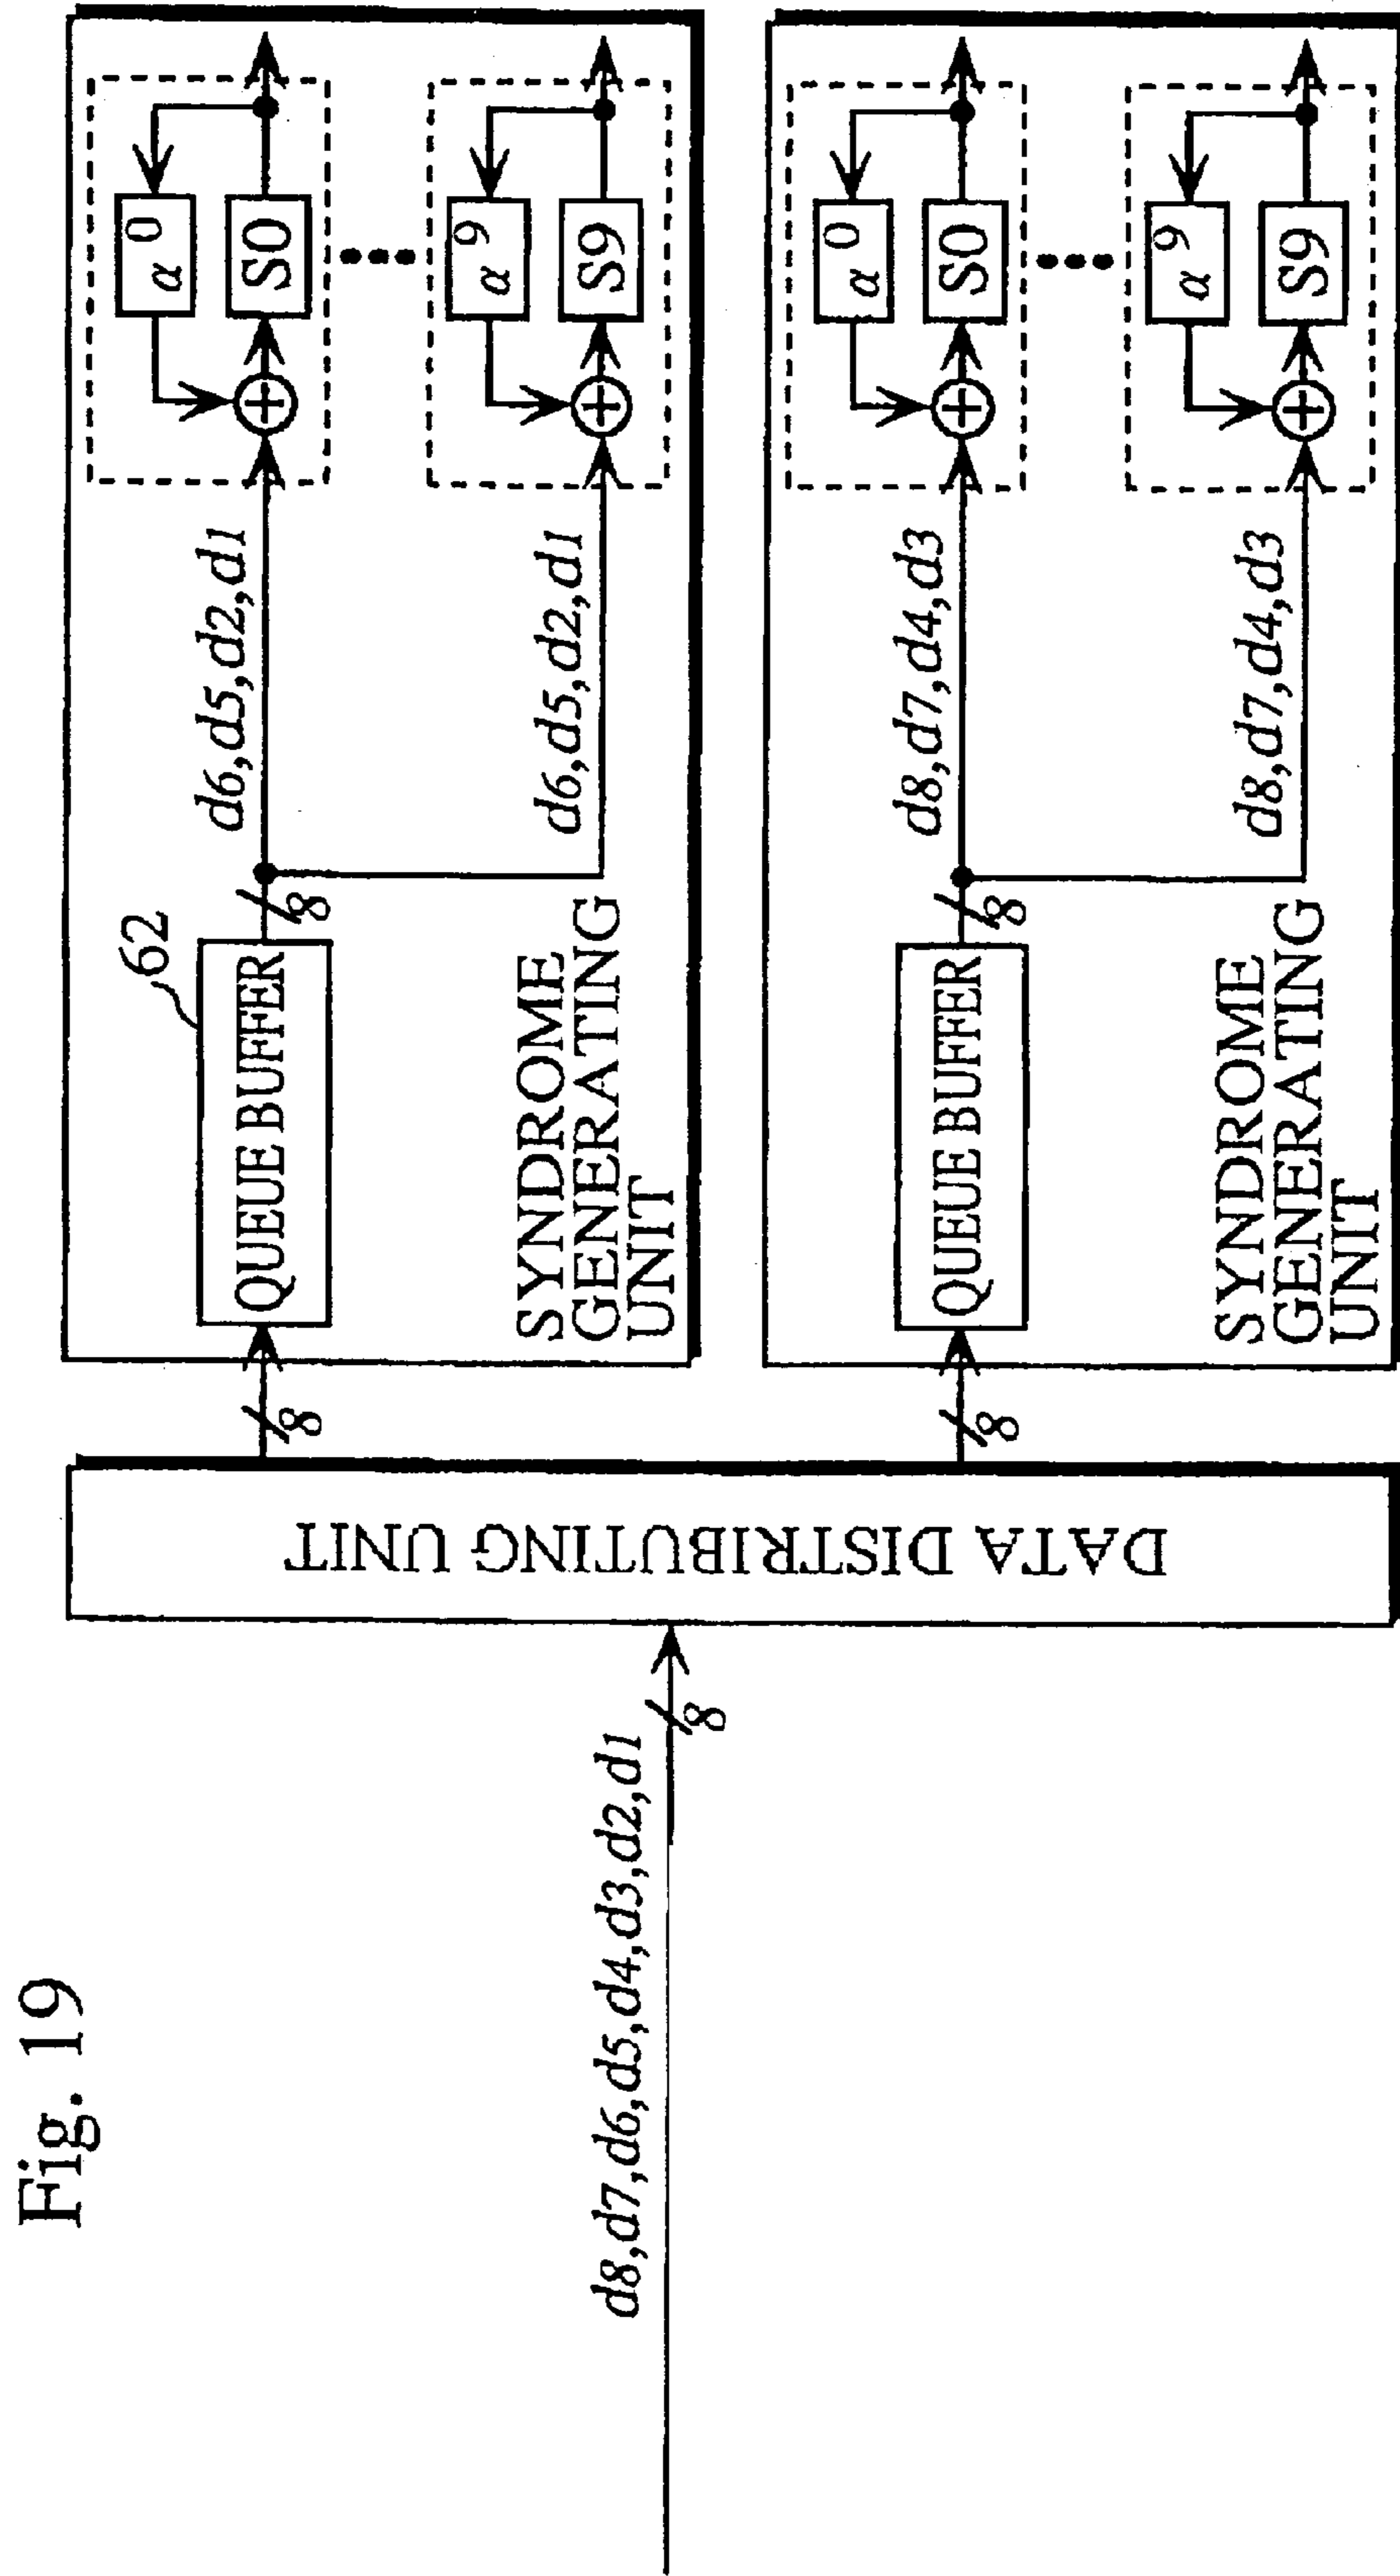 Fig. 19
d8,d7,d6,d5,d4,d3,d2,d1
8
DATA DISTRIBUTING UNIT
8
62
QUEUE BUFFER
8
d6,d5,d2,d1
α0
S0
d6,d5,d2,d1
α9
S9
SYNDROME
GENERATING
UNIT
8
QUEUE BUFFER
8
d8,d7,d4,d3
α0
S0
d8,d7,d4,d3
α9
S9
SYNDROME
GENERATING
UNIT